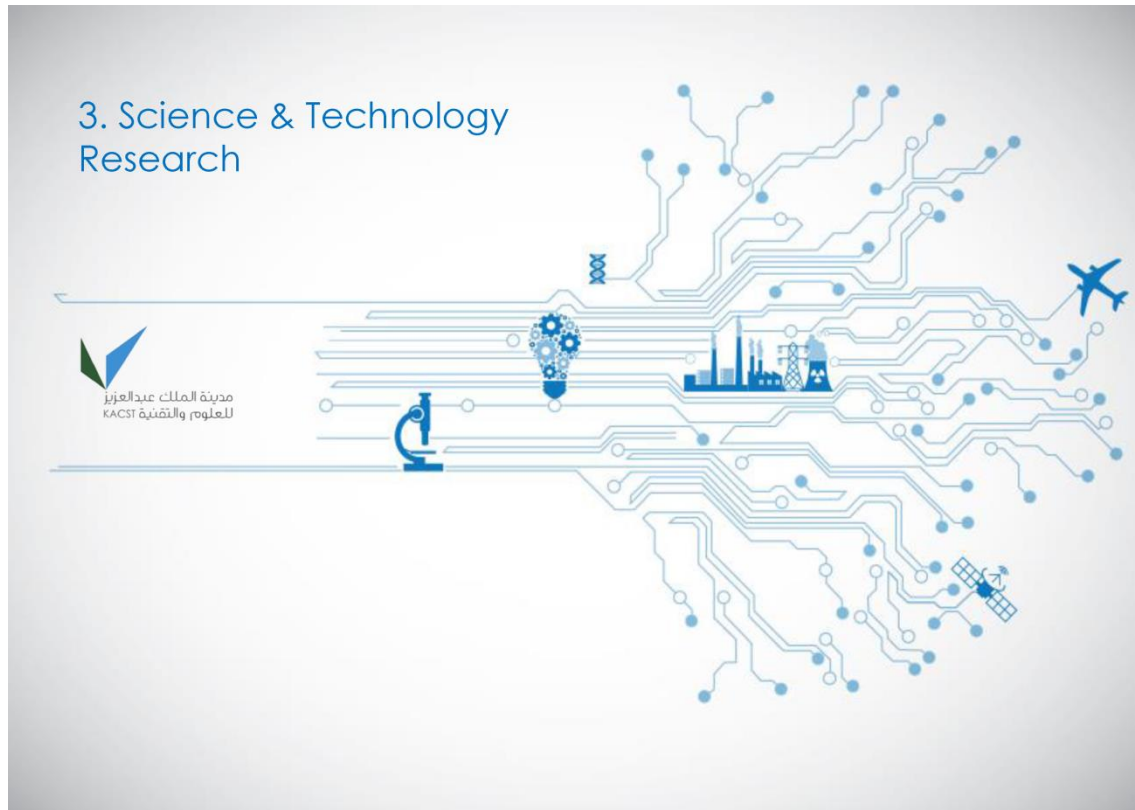 3. Science & Technology
Research
مدينة الملك عبدالعزيز
للعلوم والتقنية KACST